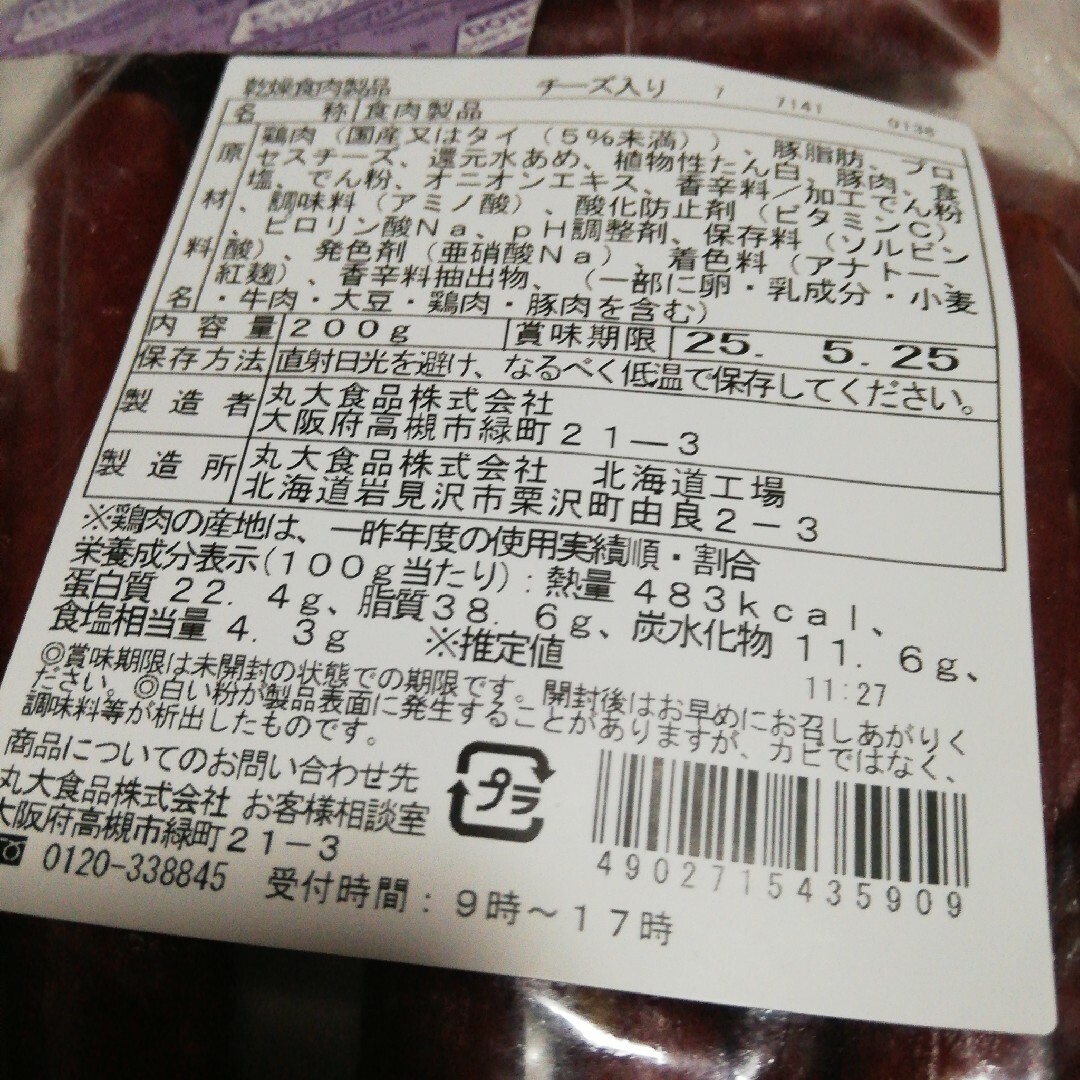 乾燥食肉製品 チーズ入り 7 7141 0138
名 称 食肉製品
原材料名 鶏肉(国産又はタイ(5%未満))、豚脂肪、プロ
セスチーズ、還元水あめ、植物性たん白、豚肉、食
塩、でん粉、オニオンエキス、香辛料/加工でん粉
、調味料(アミノ酸)、酸化防止剤(ビタミンC)
、ピロリン酸Na、pH調整剤、保存料(ソルビン
酸)、発色剤(亜硝酸Na)、着色料(アナトー、
紅麹)、香辛料抽出物、(一部に卵・乳成分・小麦
・牛肉・大豆・鶏肉・豚肉を含む)
内容量 200g 賞味期限 25. 5. 25
保存方法 直射日光を避け、なるべく低温で保存してください。
製造者 丸大食品株式会社
大阪府高槻市緑町21-3
製造所 丸大食品株式会社 北海道工場
北海道岩見沢市栗沢町由良2-3
※鶏肉の産地は、一昨年度の使用実績順・割合
栄養成分表示(100g当たり):熱量 483kcal、
蛋白質 22. 4g、脂質38. 6g、炭水化物 11. 6g、
食塩相当量 4. 3g ※推定値
11:27
◎賞味期限は未開封の状態での期限です。開封後はお早めにお召しあがりく
ださい。◎白い粉が製品表面に発生することがありますが、カビではなく、
調味料等が析出したものです。
商品についてのお問い合わせ先
丸大食品株式会社 お客様相談室
大阪府高槻市緑町21-3
0120-338845 受付時間:9時~17時
プラ
4902715435909